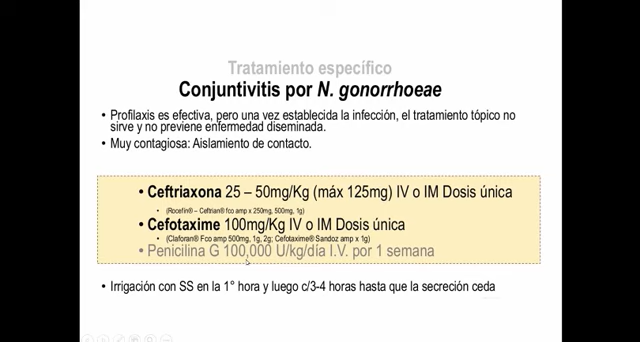 Tratamiento específico
Conjuntivitis por N. gonorrhoeae
• Profilaxis es efectiva, pero una vez establecida la infección, el tratamiento tópico no
sirve y no previene enfermedad diseminada.
• Muy contagiosa: Aislamiento de contacto.
• Ceftriaxona 25 – 50mg/Kg (máx 125mg) IV o IM Dosis única
• (Rocefin® – Ceftrian® fco amp x 250mg, 500mg, 1g)
• Cefotaxime 100mg/Kg IV o IM Dosis única
• (Claforan® Fco amp 500mg, 1g, 2g; Cefotaxime® Sandoz amp x 1g)
• Penicilina G 100,000 U/kg/día I.V. por 1 semana
• Irrigación con SS en la 1° hora y luego c/3-4 horas hasta que la secreción ceda